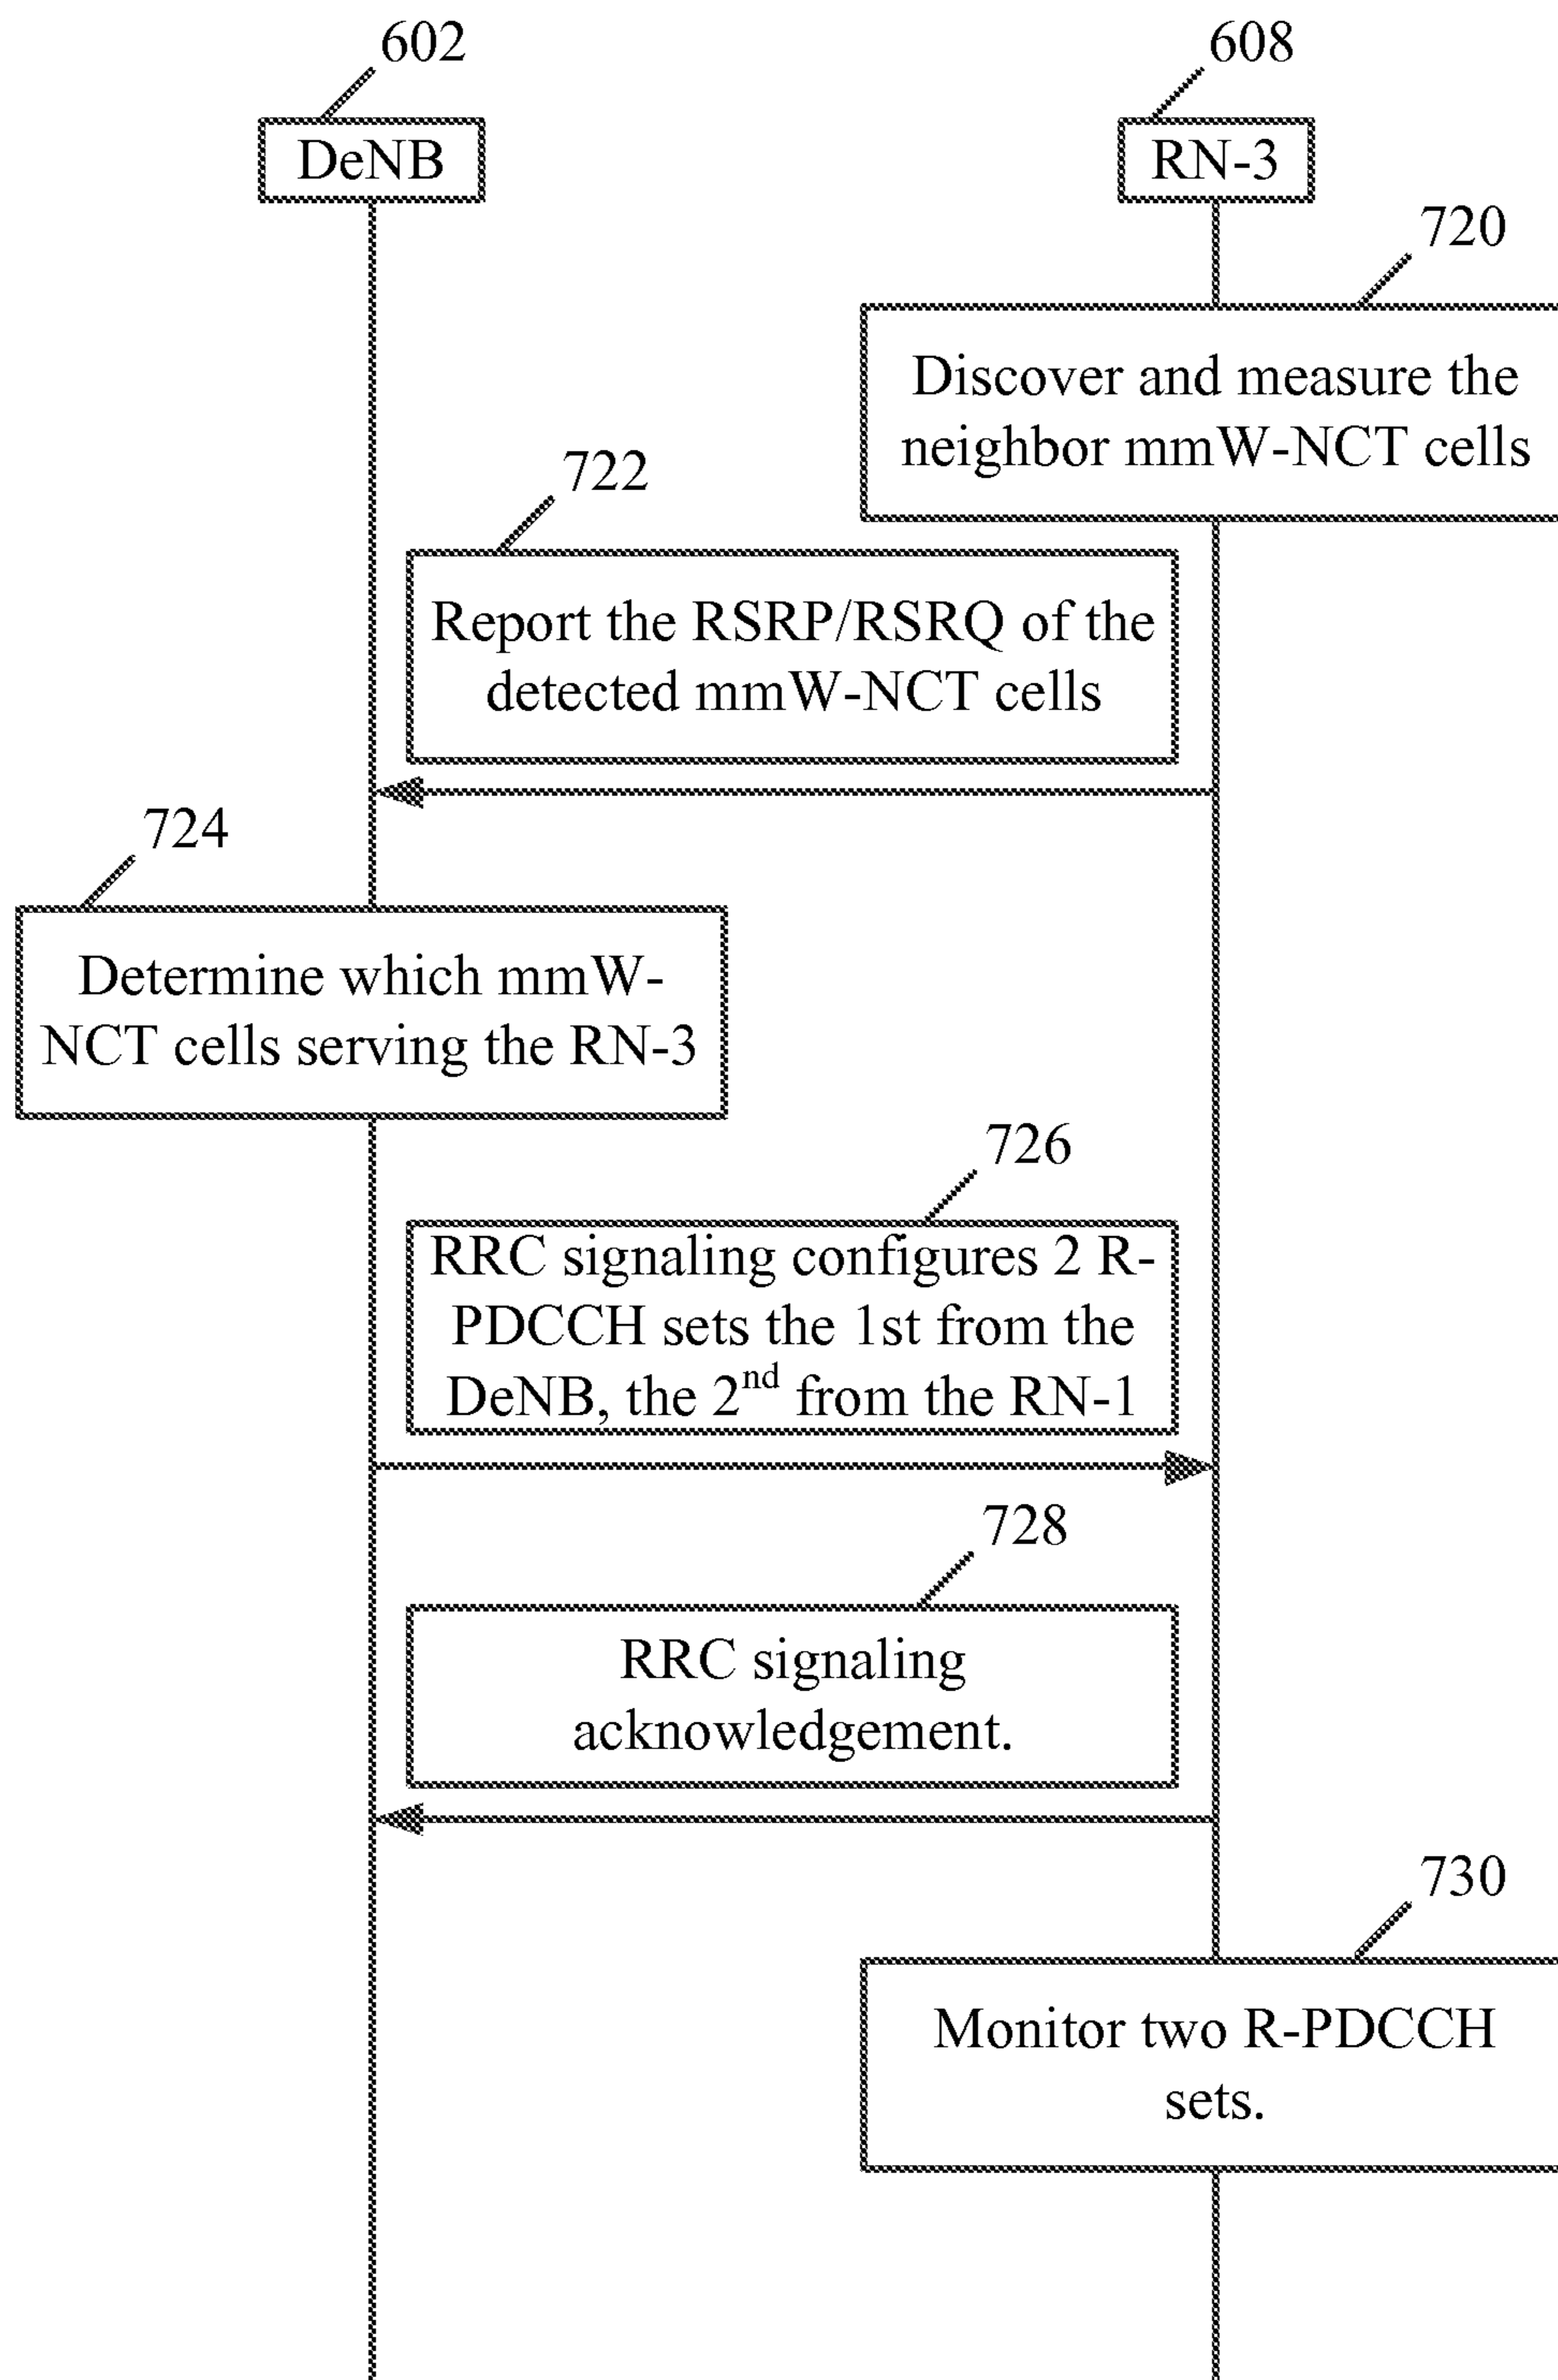 602
608
DeNB
RN-3
720
Discover and measure the
neighbor mmW-NCT cells
722
Report the RSRP/RSRQ of the
detected mmW-NCT cells
724
Determine which mmW-
NCT cells serving the RN-3
726
RRC signaling configures 2 R-
PDCCH sets the 1st from the
DeNB, the 2nd from the RN-1
728
RRC signaling
acknowledgement.
730
Monitor two R-PDCCH
sets.